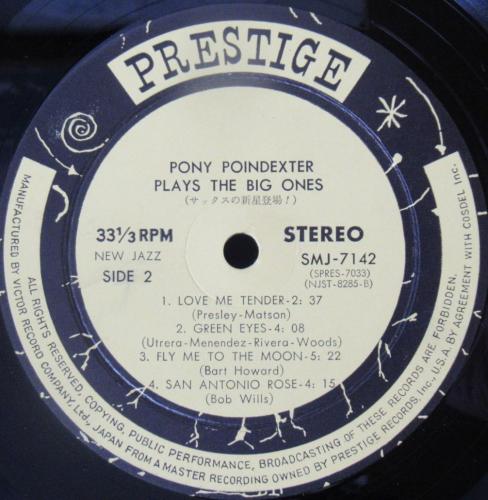 PRESTIGE
PONY POINDEXTER
PLAYS THE BIG ONES
(サックスの新星登場!)
33 1/3 RPM
STEREO
NEW JAZZ
SMJ-7142
SIDE 2
(SPRES-7033)
(NJST-8285-B)
1. LOVE ME TENDER-2: 37
(Presley-Matson)
2. GREEN EYES-4: 08
(Utrera-Menendez-Rivera-Woods)
3. FLY ME TO THE MOON-5: 22
(Bart Howard)
4. SAN ANTONIO ROSE-4: 15
(Bob Wills)
MANUFACTURED BY VICTOR RECORD COMPANY, Ltd., JAPAN FROM A MASTER RECORDING OWNED BY PRESTIGE RECORDS, Inc., U.S.A. BY AGREEMENT WITH COSDEL Inc.
ALL RIGHTS RESERVED, COPYING, PUBLIC PERFORMANCE, BROADCASTING OF THESE RECORDS ARE FORBIDDEN.